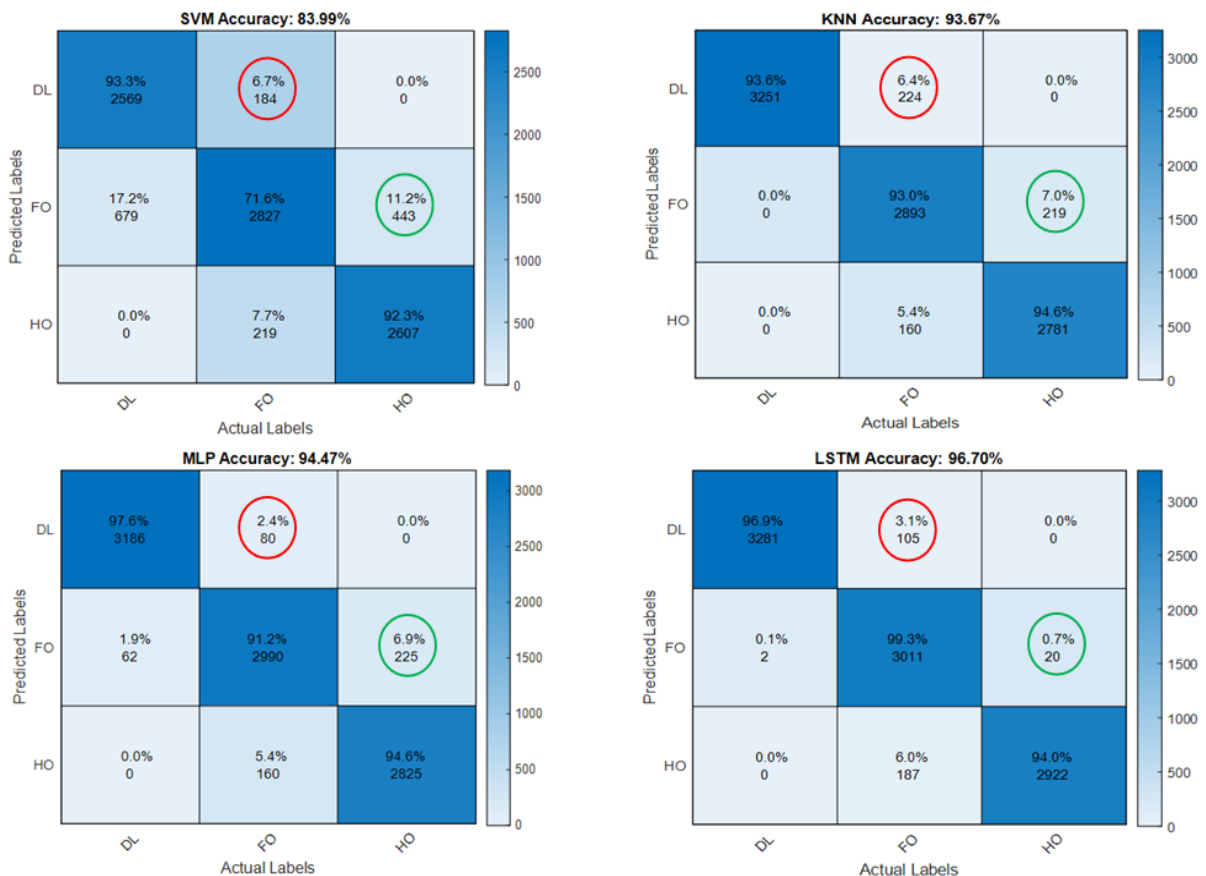 SVM Accuracy: 83.99%
DL
93.3%
2569
6.7%
184
0.0%
0
2500
2000
1500
1000
500
0
FO
17.2%
679
71.6%
2827
11.2%
443
HO
0.0%
0
7.7%
219
92.3%
2607
Predicted Labels
DL
FO
HO
Actual Labels
KNN Accuracy: 93.67%
DL
93.6%
3251
6.4%
224
0.0%
0
3000
2500
2000
1500
1000
500
0
FO
0.0%
0
93.0%
2893
7.0%
219
HO
0.0%
0
5.4%
160
94.6%
2781
Predicted Labels
DL
FO
HO
Actual Labels
MLP Accuracy: 94.47%
DL
97.6%
3186
2.4%
80
0.0%
0
3000
2500
2000
1500
1000
500
0
FO
1.9%
62
91.2%
2990
6.9%
225
HO
0.0%
0
5.4%
160
94.6%
2825
Predicted Labels
DL
FO
HO
Actual Labels
LSTM Accuracy: 96.70%
DL
96.9%
3281
3.1%
105
0.0%
0
3000
2500
2000
1500
1000
500
0
FO
0.1%
2
99.3%
3011
0.7%
20
HO
0.0%
0
6.0%
187
94.0%
2922
Predicted Labels
DL
FO
HO
Actual Labels